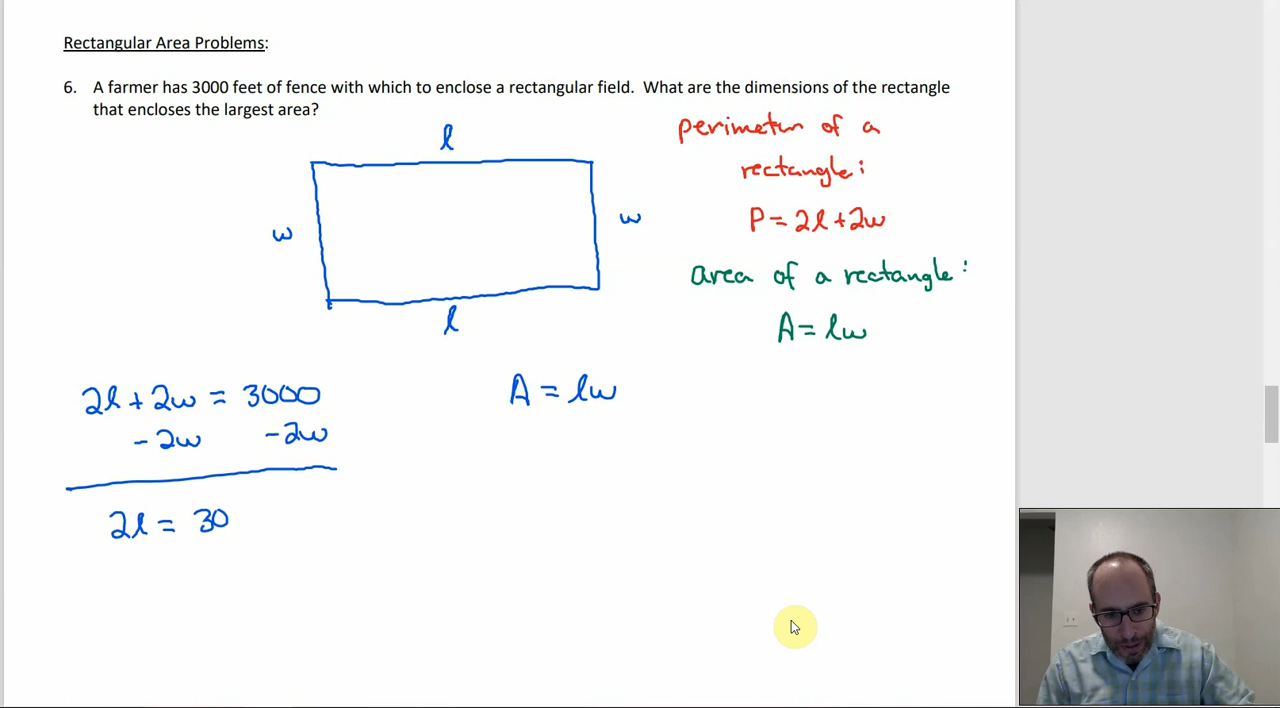 Rectangular Area Problems:
6. A farmer has 3000 feet of fence with which to enclose a rectangular field. What are the dimensions of the rectangle
that encloses the largest area?
perimeter of a
rectangle:
P = 2l + 2w
area of a rectangle:
A = lw
l
w
w
l
2l + 2w = 3000
- 2w - 2w
2l = 30
A = lw